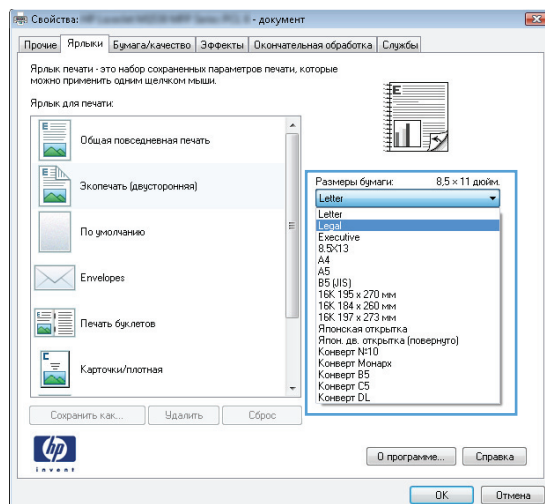 Свойства: - документ
Прочие Ярлыки Бумага/качество Эффекты Окончательная обработка Службы
Ярлык печати - это набор сохраненных параметров печати, которые
можно применить одним щелчком мыши.
Ярлык для печати:
Общая повседневная печать
Экопечать (двусторонняя)
По умолчанию
Envelopes
Печать буклетов
Карточки/плотная
Сохранить как... Удалить Сброс
Размеры бумаги: 8,5 × 11 дюйм.
Letter
Letter
Legal
Executive
8.5X13
A4
A5
B5 (JIS)
16K 195 x 270 мм
16K 184 x 260 мм
16K 197 x 273 мм
Японская открытка
Япон. дв. открытка (повернуто)
Конверт №10
Конверт Монарх
Конверт B5
Конверт C5
Конверт DL
hp
invent
О программе... Справка
OK Отмена